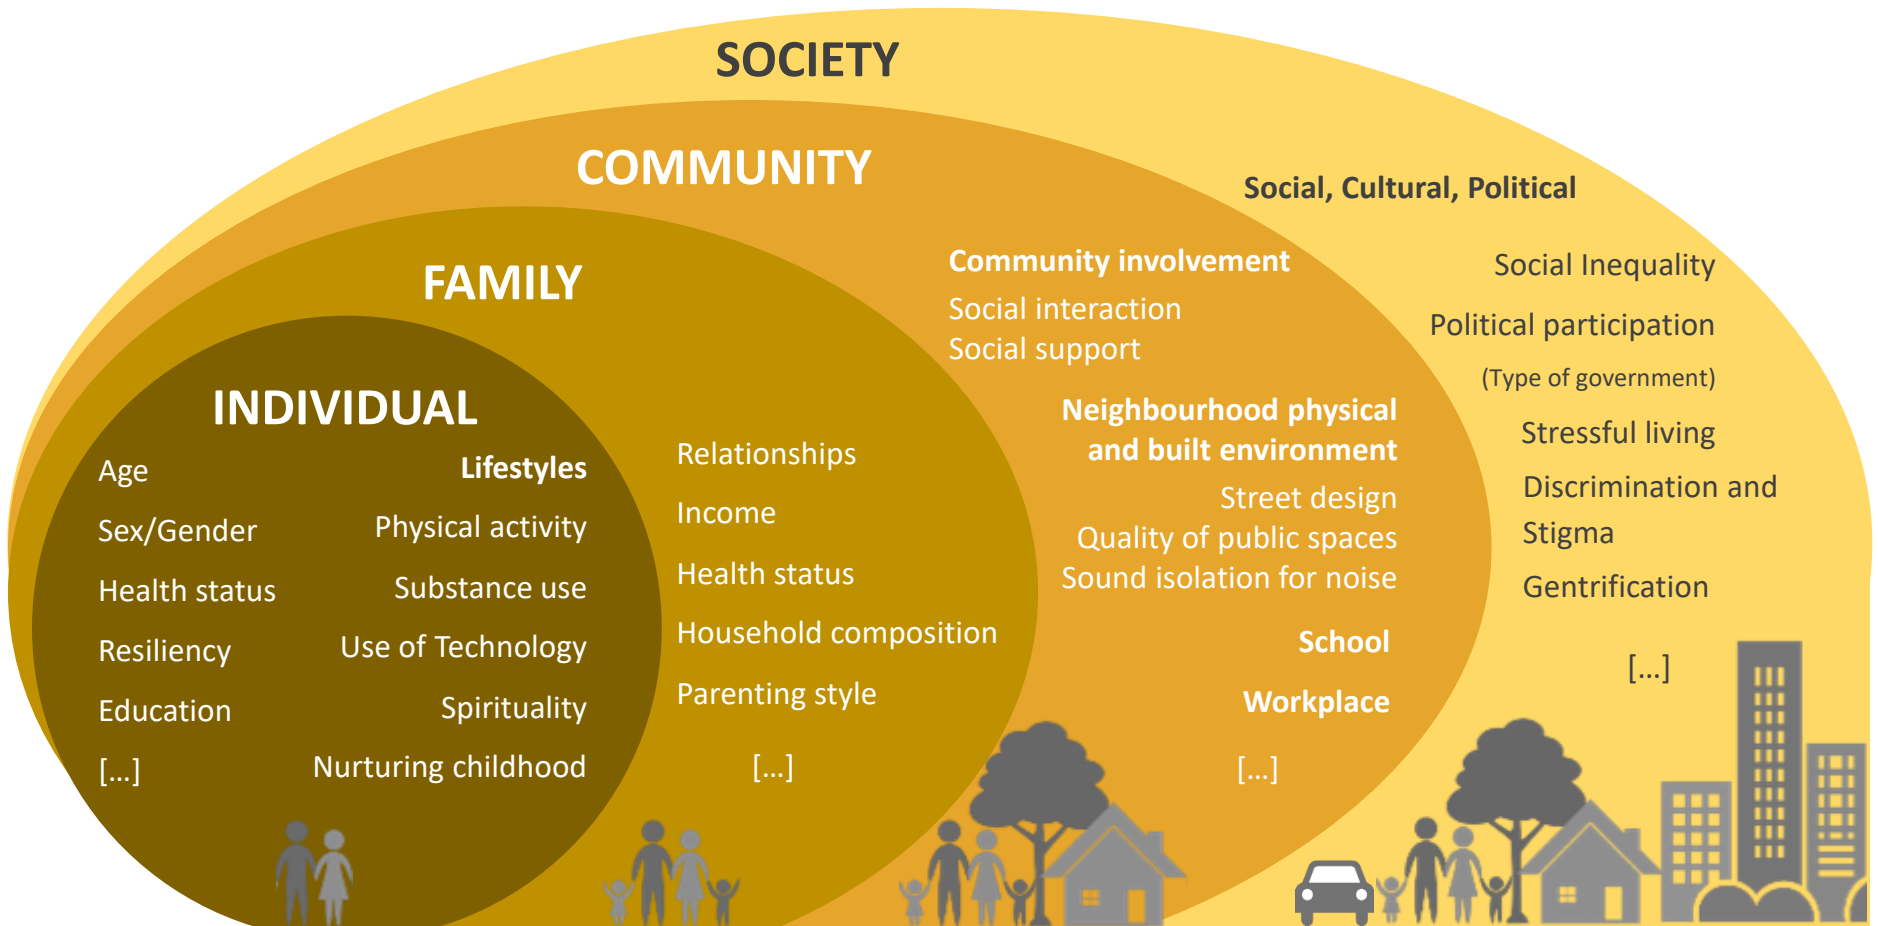 SOCIETY
COMMUNITY
FAMILY
INDIVIDUAL
Age
Sex/Gender
Health status
Resiliency
Education
[...]
Lifestyles
Physical activity
Substance use
Use of Technology
Spirituality
Nurturing childhood
Relationships
Income
Health status
Household composition
Parenting style
[...]
Community involvement
Social interaction
Social support
Neighbourhood physical
and built environment
Street design
Quality of public spaces
Sound isolation for noise
School
Workplace
[...]
Social, Cultural, Political
Social Inequality
Political participation
(Type of government)
Stressful living
Discrimination and
Stigma
Gentrification
[...]